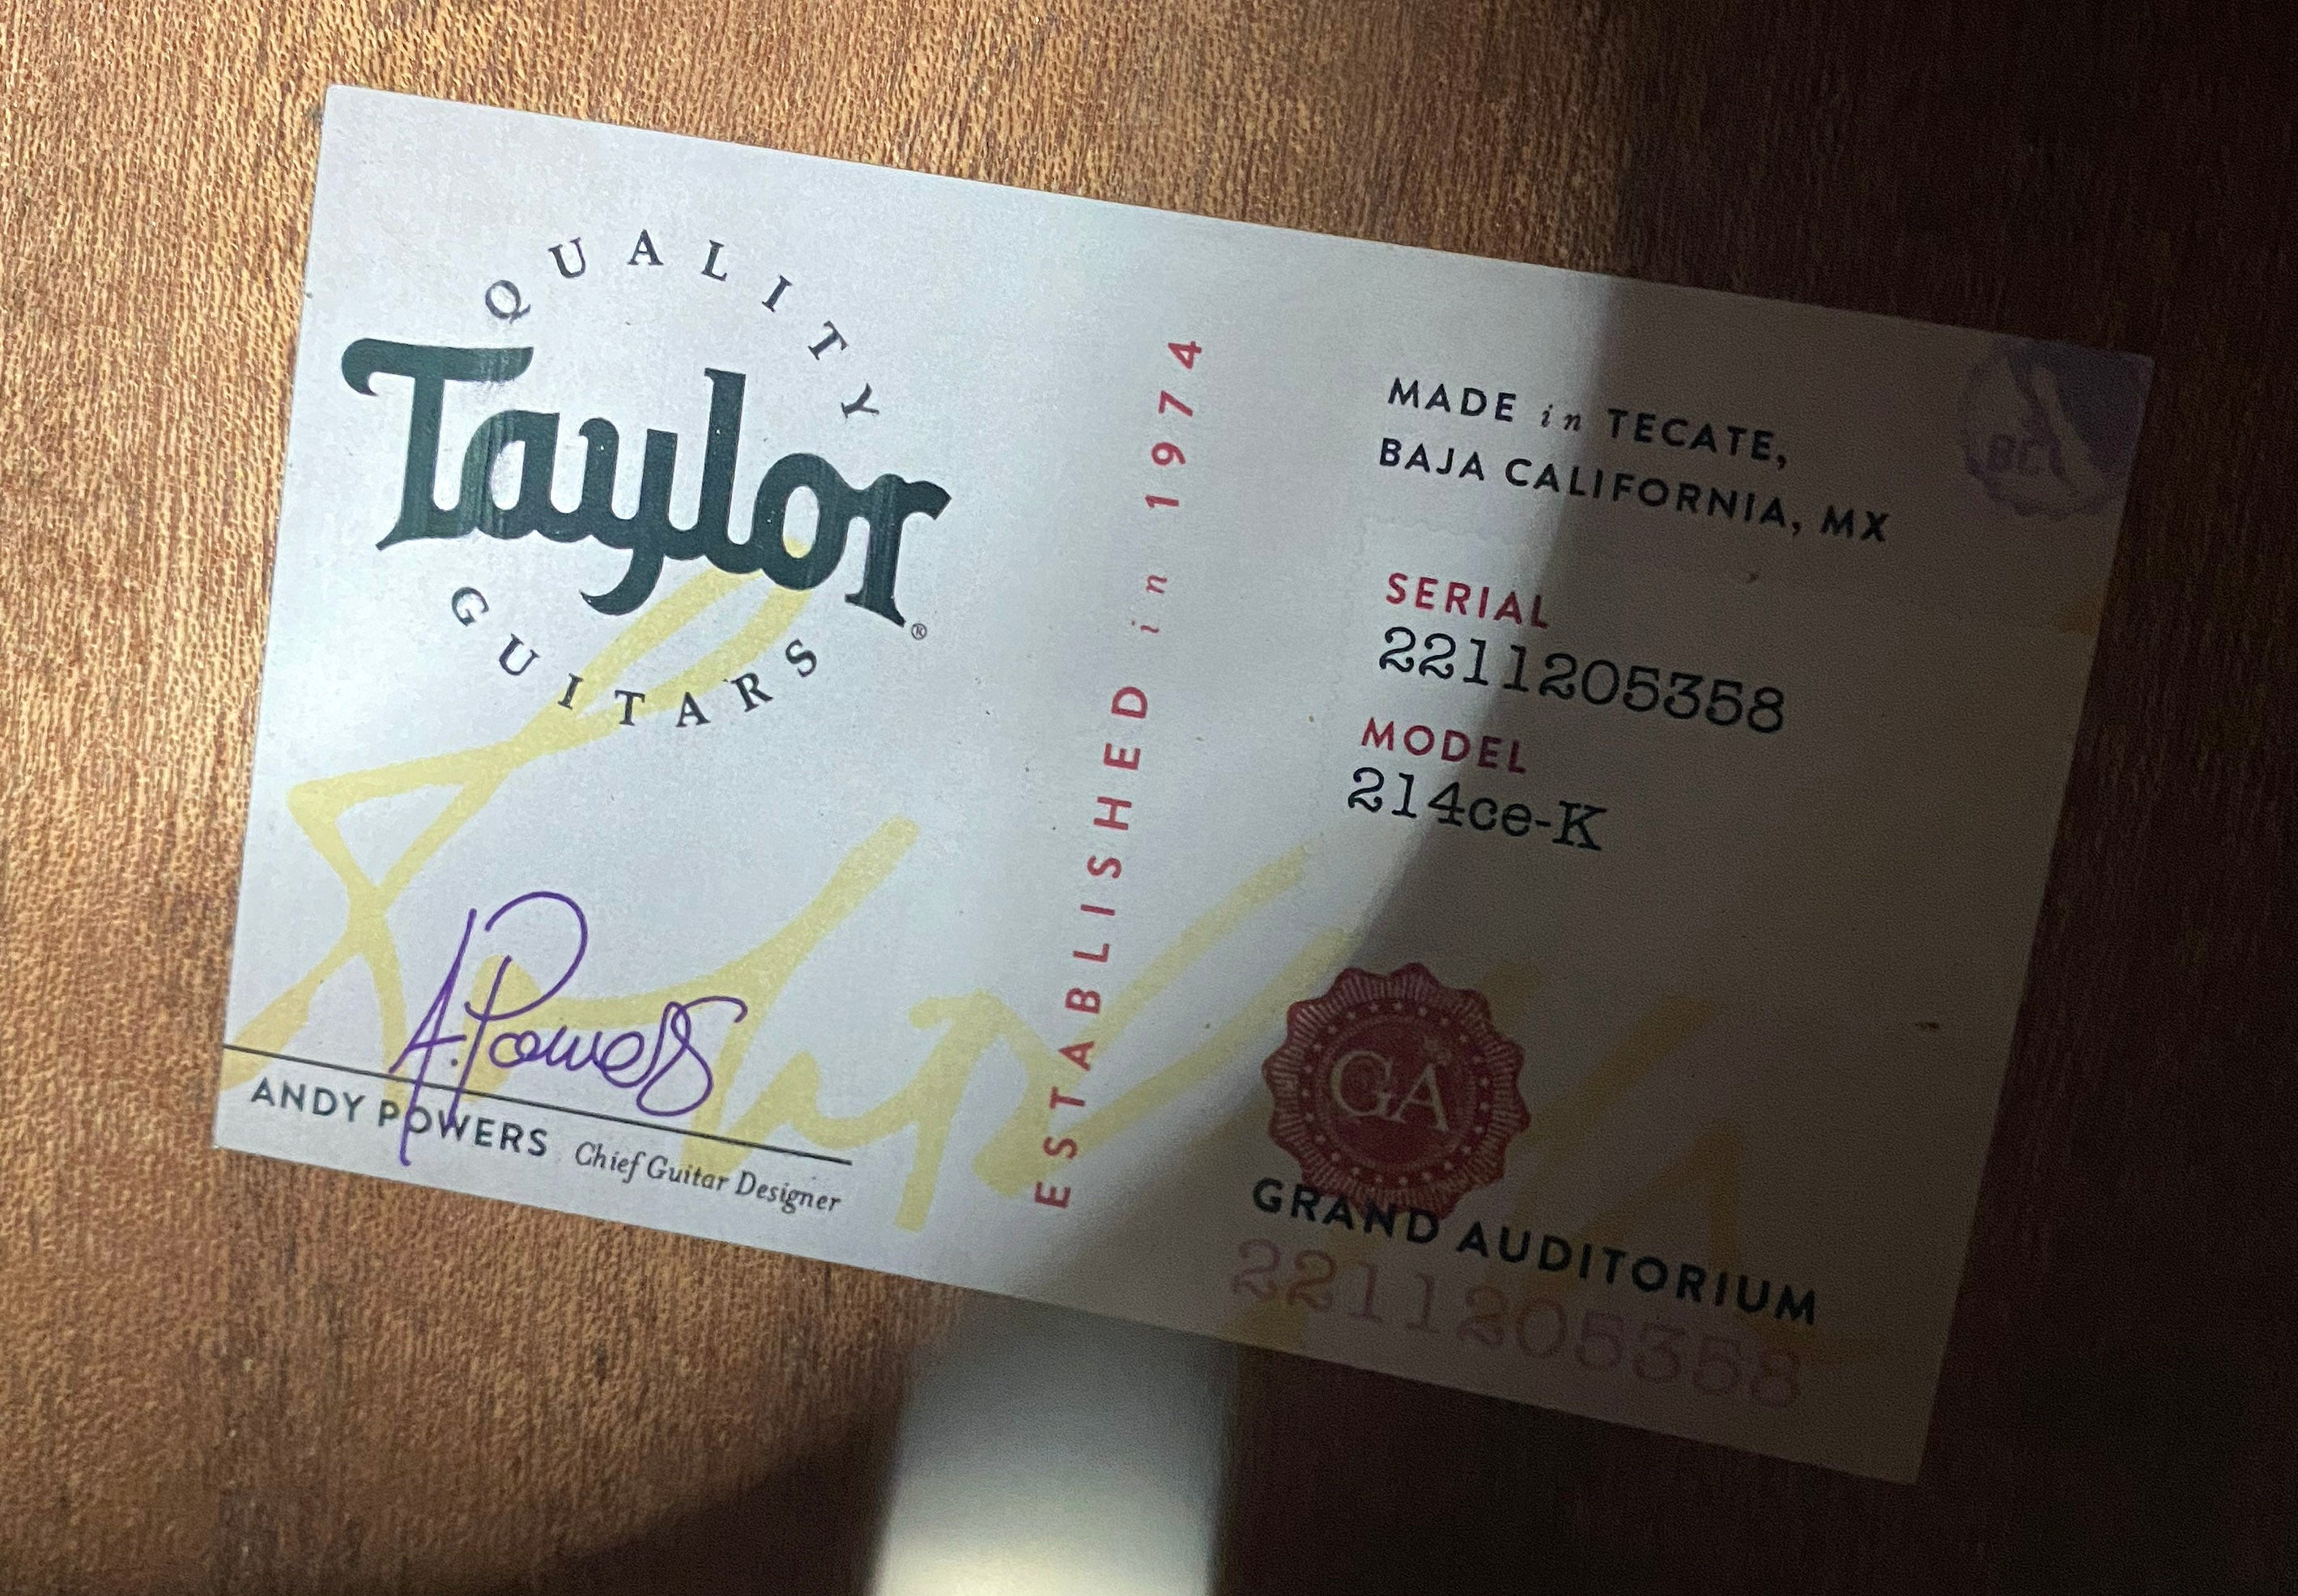 QUALITY
Taylor®
GUITARS
A. Powers
ANDY POWERS Chief Guitar Designer
ESTABLISHED in 1974
MADE in TECATE,
BAJA CALIFORNIA, MX
SERIAL
2211205358
MODEL
214ce-K
GA
GRAND AUDITORIUM
2211205358